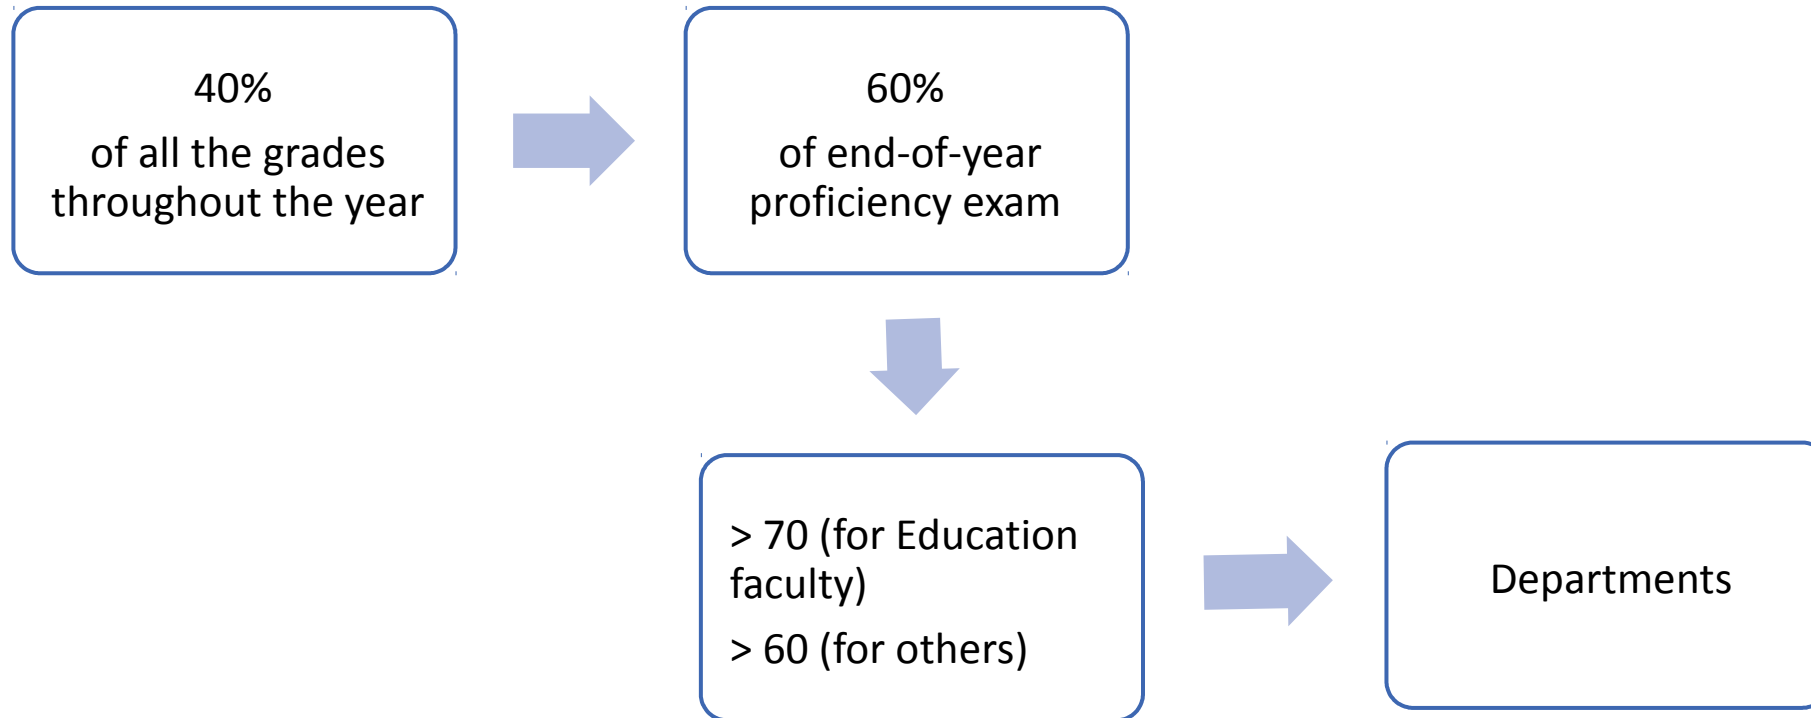 40%
of all the grades
throughout the year
60%
of end-of-year
proficiency exam
> 70 (for Education
faculty)
> 60 (for others)
Departments